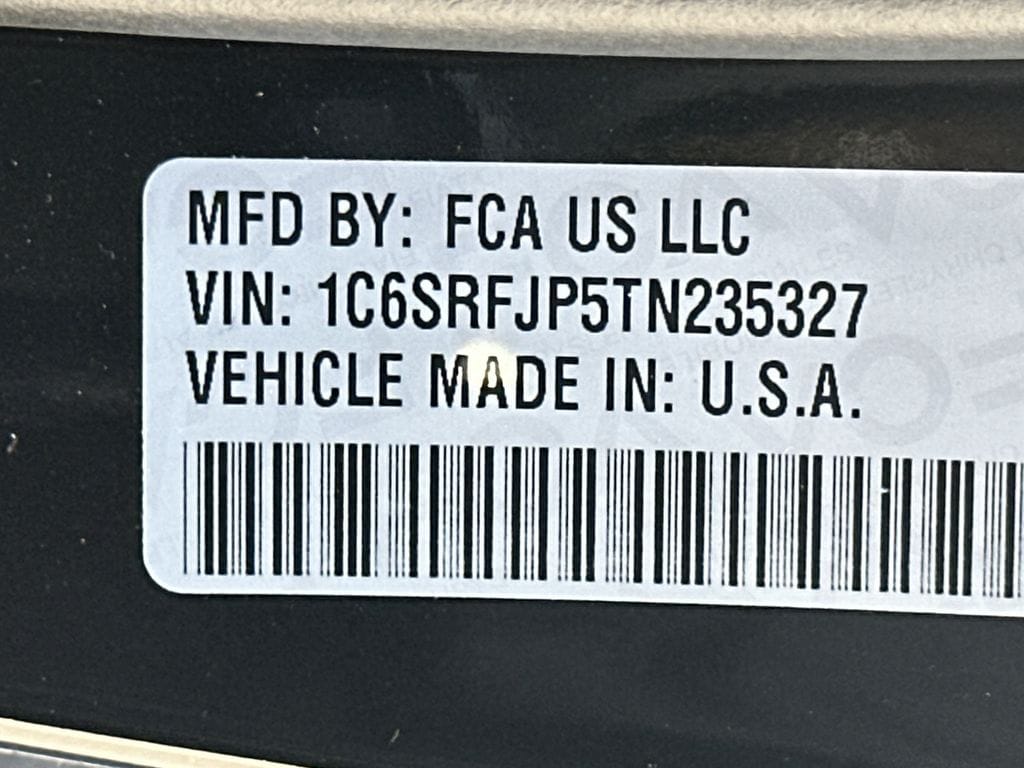 MFD BY: FCA US LLC
VIN: 1C6SRFJP5TN235327
VEHICLE MADE IN: U.S.A.